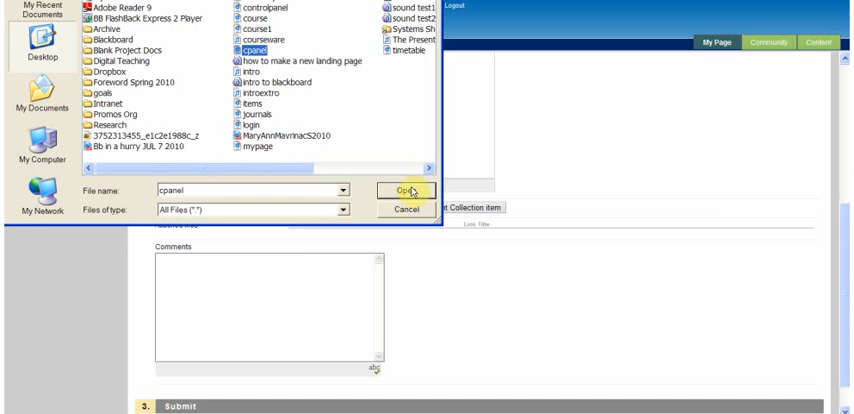 My Recent
Documents
Desktop
My Documents
My Computer
My Network
Adobe Reader 9
BB FlashBack Express 2 Player
Archive
Blackboard
Blank Project Docs
Digital Teaching
Dropbox
Foreword Spring 2010
goals
Intranet
Promos Org
Research
3752313455_e1c2e1988c_z
Bb in a hurry JUL 7 2010
controlpanel
course
course1
courseware
cpanel
how to make a new landing page
intro
intro to blackboard
introextro
items
journals
login
MaryAnnMavrinacS2010
mypage
sound test1
sound test2
Systems Sh
The Present
timetable
File name:
cpanel
Open
Files of type:
All Files (*.*)
Cancel
Logout
My Page
Community
Content
nt Collection item
Link Title
Comments
abc
3. Submit